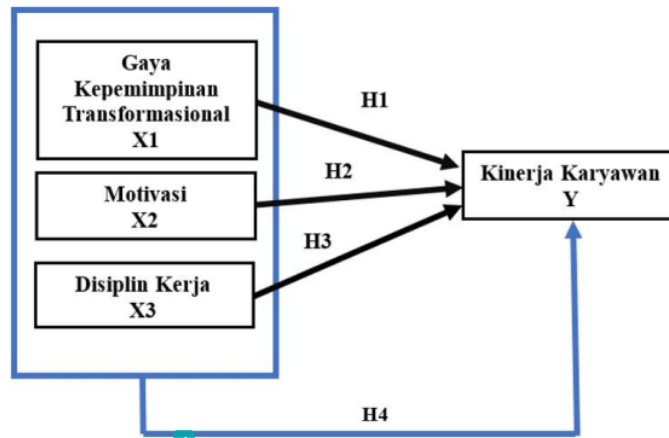 Gaya
Kepemimpinan
Transformasional
X1
H1
Motivasi
X2
H2
Kinerja Karyawan
Y
Disiplin Kerja
X3
H3
H4